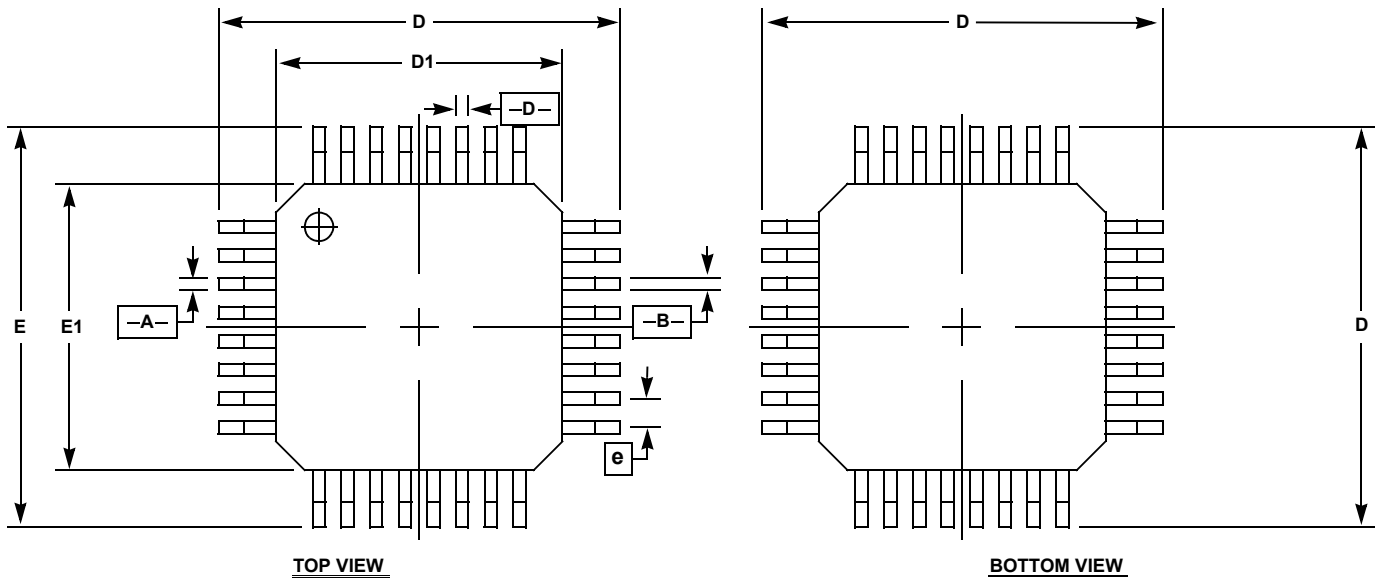 D
D
D1
–D–
E
E1
–A–
–B–
D
e
TOP VIEW
BOTTOM VIEW